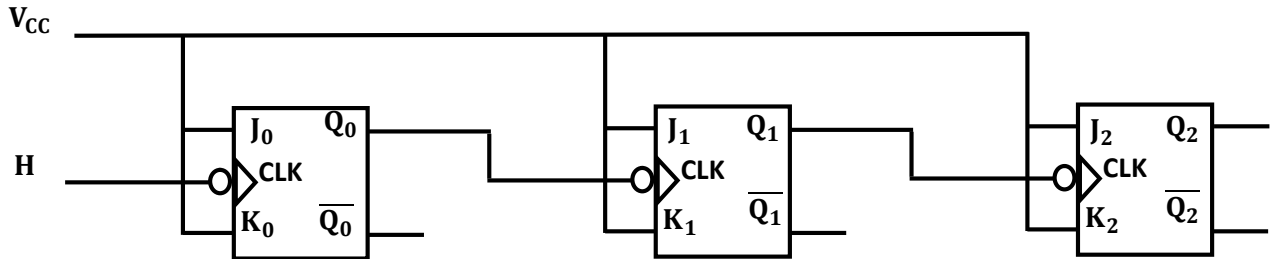 V_CC
J₀ Q₀ J₁ Q₁ J₂ Q₂
H CLK CLK CLK
K₀ Q̅₀̅ K₁ Q̅₁̅ K₂ Q̅₂̅